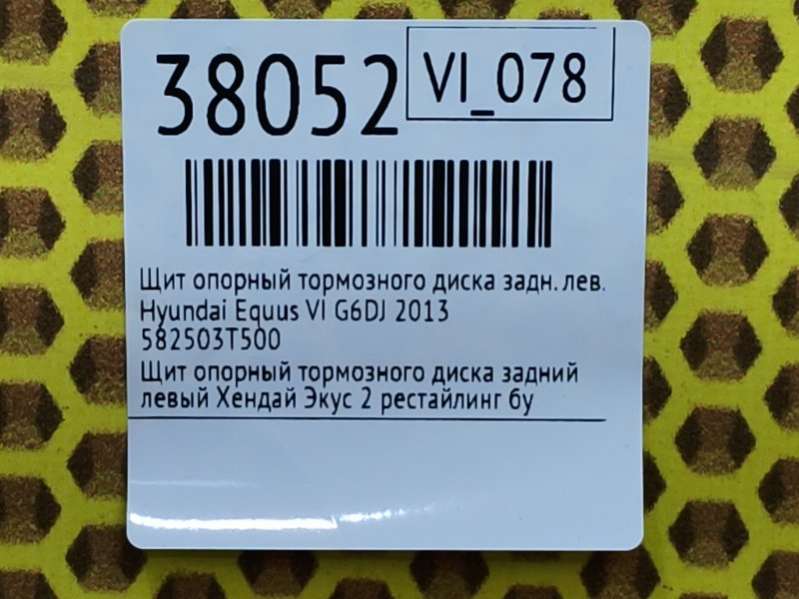 38052
VI_078
Щит опорный тормозного диска задн. лев.
Hyundai Equus VI G6DJ 2013
582503T500
Щит опорный тормозного диска задний
левый Хендай Экус 2 рестайлинг бу